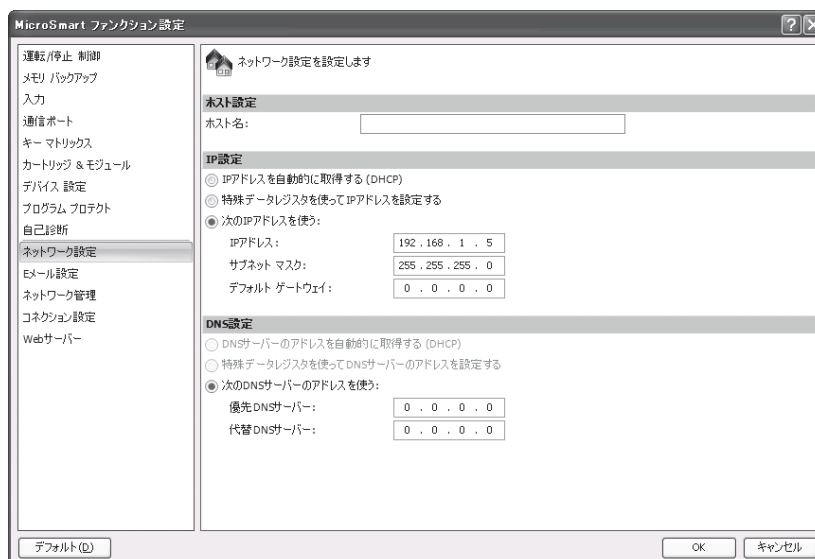 MicroSmart ファンクション設定
運転/停止 制御
メモリ バックアップ
入力
通信ポート
キー マトリックス
カートリッジ & モジュール
デバイス 設定
プログラム プロテクト
自己診断
ネットワーク設定
Eメール設定
ネットワーク管理
コネクション設定
Webサーバー
ネットワーク設定を設定します
ホスト設定
ホスト名:
IP設定
IPアドレスを自動的に取得する (DHCP)
特殊データレジスタを使ってIPアドレスを設定する
次のIPアドレスを使う:
IPアドレス: 192 . 168 . 1 . 5
サブネット マスク: 255 . 255 . 255 . 0
デフォルト ゲートウェイ: 0 . 0 . 0 . 0
DNS設定
DNSサーバーのアドレスを自動的に取得する (DHCP)
特殊データレジスタを使ってDNSサーバーのアドレスを設定する
次のDNSサーバーのアドレスを使う:
優先DNSサーバー: 0 . 0 . 0 . 0
代替DNSサーバー: 0 . 0 . 0 . 0
デフォルト(D)
OK
キャンセル